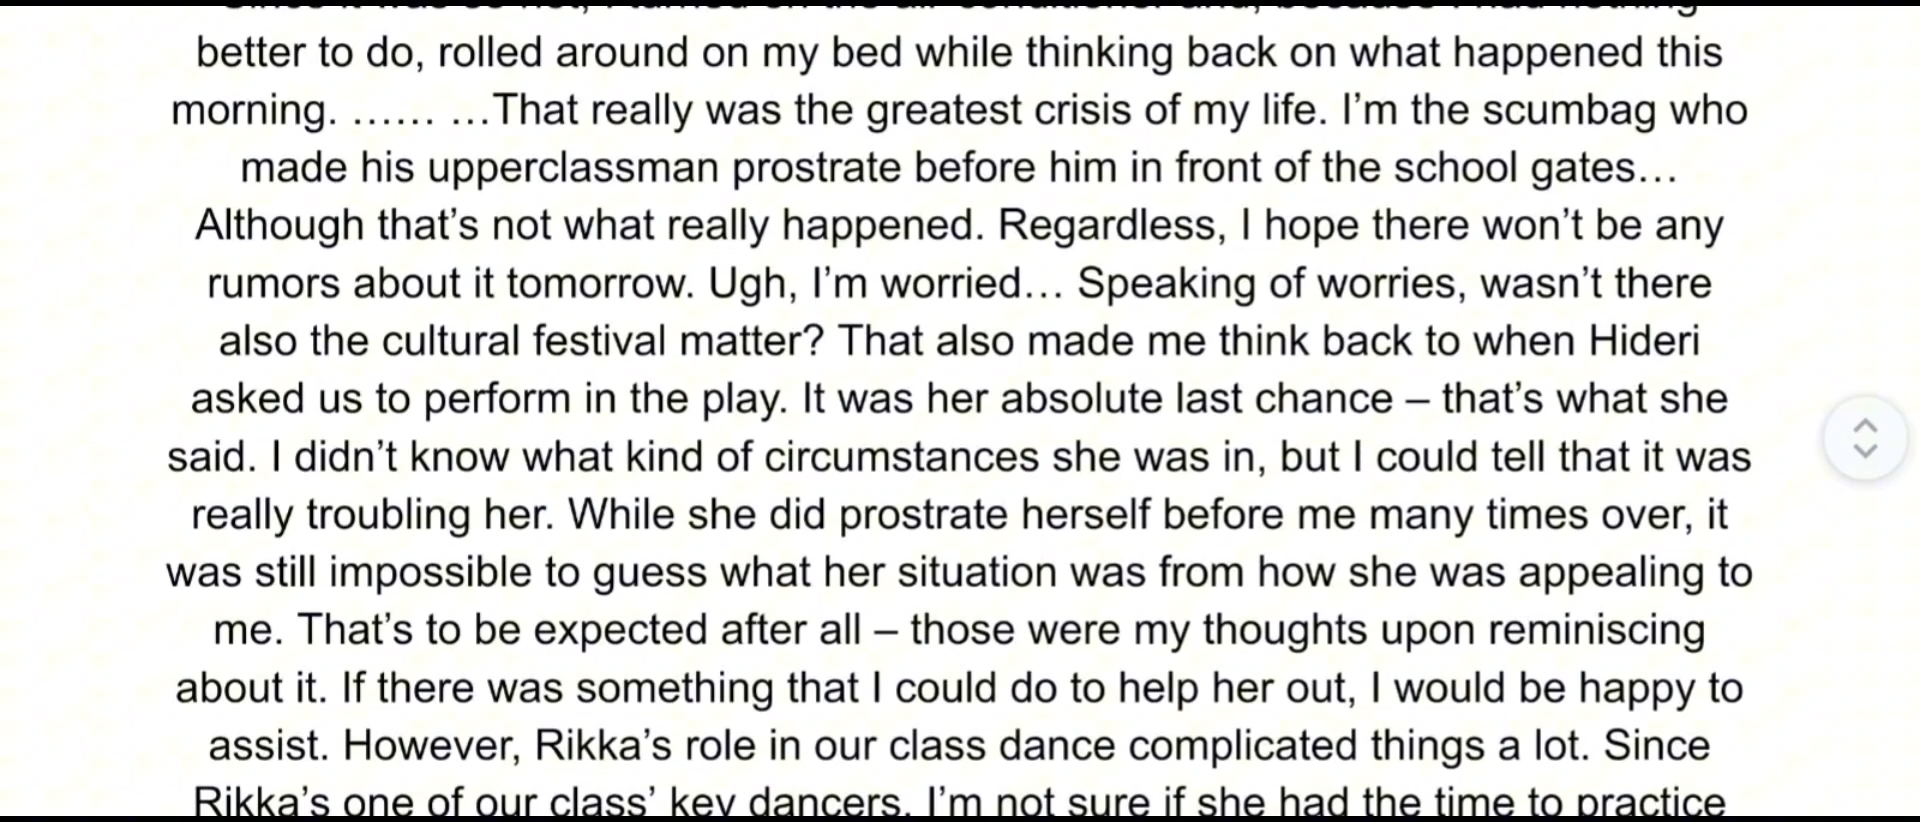 better to do, rolled around on my bed while thinking back on what happened this
morning. …… …That really was the greatest crisis of my life. I’m the scumbag who
made his upperclassman prostrate before him in front of the school gates…
Although that’s not what really happened. Regardless, I hope there won’t be any
rumors about it tomorrow. Ugh, I’m worried… Speaking of worries, wasn’t there
also the cultural festival matter? That also made me think back to when Hideri
asked us to perform in the play. It was her absolute last chance – that’s what she
said. I didn’t know what kind of circumstances she was in, but I could tell that it was
really troubling her. While she did prostrate herself before me many times over, it
was still impossible to guess what her situation was from how she was appealing to
me. That’s to be expected after all – those were my thoughts upon reminiscing
about it. If there was something that I could do to help her out, I would be happy to
assist. However, Rikka’s role in our class dance complicated things a lot. Since
Rikka’s one of our class’ key dancers, I’m not sure if she had the time to practice